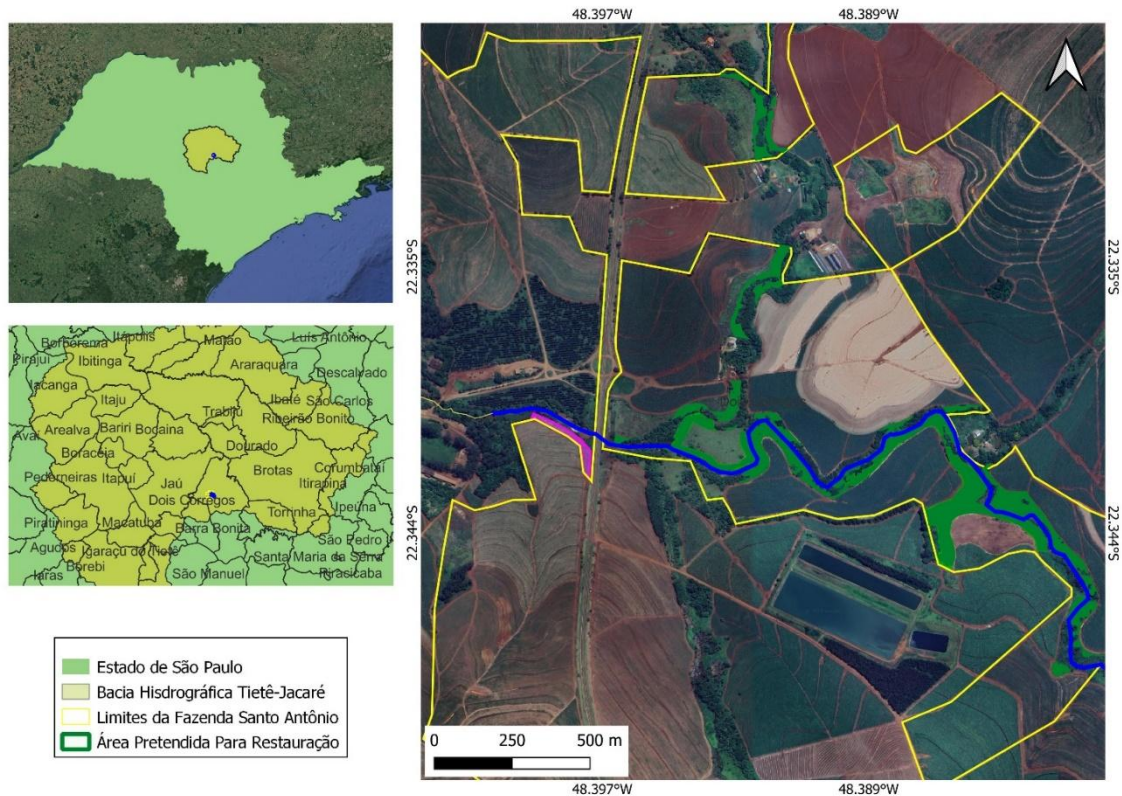 48.397°W
48.389°W
22.335°S
22.335°S
Itápolis
Borborema
Luís Antônio
Pirajuí
Ibitinga
Araraquara
Descalvado
Iacanga
Ibaté
São Carlos
Itaju
Trabiju
Ribeirão Bonito
Arealva
Bariri
Bocaina
Avaí
Dourado
Boracéia
Brotas
Corumbataí
Pederneiras
Itapuí
Jaú
Itirapina
Dois Córregos
Torrinha
Ipeúna
Piratininga
Macatuba
Barra Bonita
São Pedro
Agudos
Igaraçu do Tietê
Santa Maria da Serra
Borebi
Iaras
São Manuel
Piracicaba
22.344°S
22.344°S
Estado de São Paulo
Bacia Hisdrográfica Tietê-Jacaré
Limites da Fazenda Santo Antônio
Área Pretendida Para Restauração
0 250 500 m
48.397°W
48.389°W